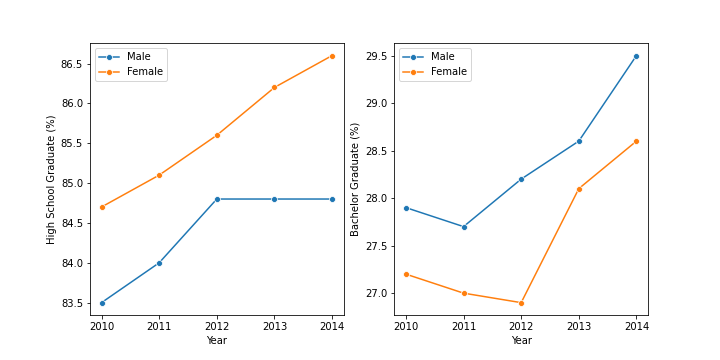 High School Graduate (%)
86.5
86.0
85.5
85.0
84.5
84.0
83.5
Male
Female
2010 2011 2012 2013 2014
Year
Bachelor Graduate (%)
29.5
29.0
28.5
28.0
27.5
27.0
Male
Female
2010 2011 2012 2013 2014
Year